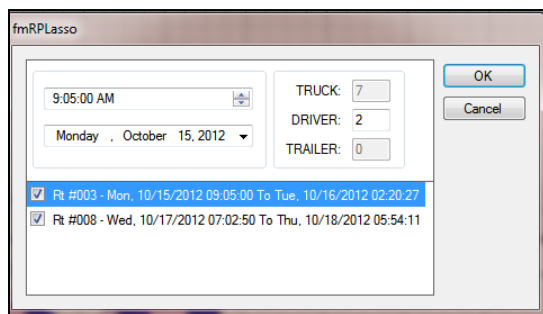 fmRPLasso
9:05:00 AM
Monday , October 15, 2012
TRUCK: 7
DRIVER: 2
TRAILER: 0
OK
Cancel
Rt #003 - Mon, 10/15/2012 09:05:00 To Tue, 10/16/2012 02:20:27
Rt #008 - Wed, 10/17/2012 07:02:50 To Thu, 10/18/2012 05:54:11